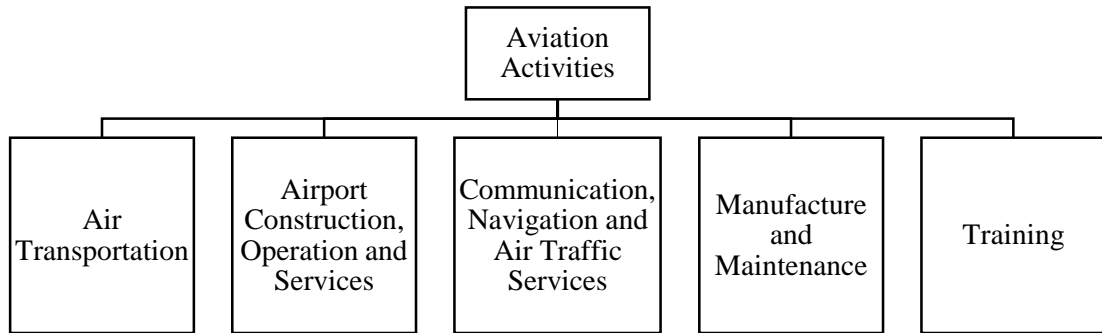 Aviation
Activities
Air
Transportation
Airport
Construction,
Operation and
Services
Communication,
Navigation and
Air Traffic
Services
Manufacture
and
Maintenance
Training